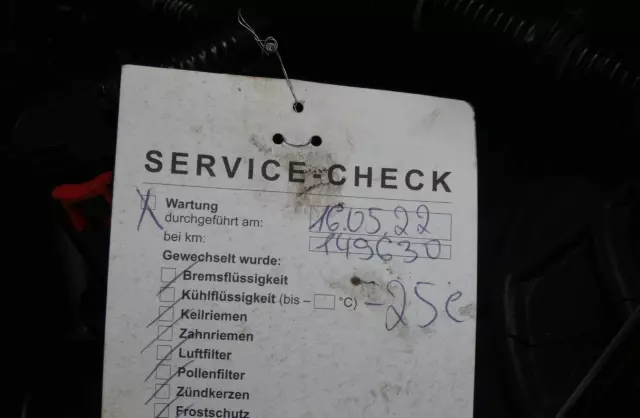 SERVICE-CHECK
Wartung
durchgeführt am: 16.05.22
bei km: 149630
Gewechselt wurde:
Bremsflüssigkeit
Kühlflüssigkeit (bis – °C) -25c
Keilriemen
Zahnriemen
Luftfilter
Pollenfilter
Zündkerzen
Frostschutz